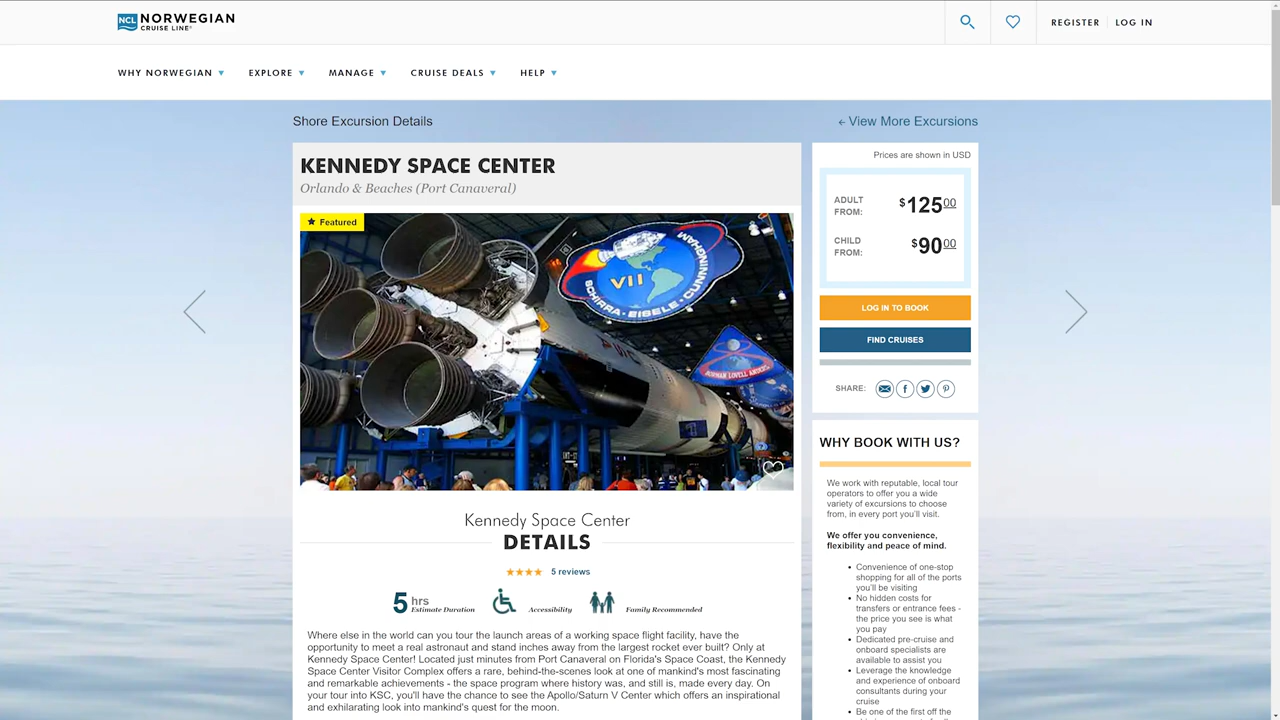 NCL NORWEGIAN
CRUISE LINE®
REGISTER LOG IN
WHY NORWEGIAN EXPLORE MANAGE CRUISE DEALS HELP
Shore Excursion Details
← View More Excursions
KENNEDY SPACE CENTER
Orlando & Beaches (Port Canaveral)
Featured
VII
SCHIRRA · EISELE · CUNNINGHAM
BORMAN LOVELL ANDERS
Kennedy Space Center
DETAILS
5 reviews
5 hrs
Estimate Duration
Accessibility
Family Recommended
Where else in the world can you tour the launch areas of a working space flight facility, have the
opportunity to meet a real astronaut and stand inches away from the largest rocket ever built? Only at
Kennedy Space Center! Located just minutes from Port Canaveral on Florida's Space Coast, the Kennedy
Space Center Visitor Complex offers a rare, behind-the-scenes look at one of mankind's most fascinating
and remarkable achievements - the space program where history was, and still is, made every day. On
your tour into KSC, you'll have the chance to see the Apollo/Saturn V Center which offers an inspirational
and exhilarating look into mankind's quest for the moon.
Prices are shown in USD
ADULT
FROM:
$125 00
CHILD
FROM:
$90 00
LOG IN TO BOOK
FIND CRUISES
SHARE:
WHY BOOK WITH US?
We work with reputable, local tour
operators to offer you a wide
variety of excursions to choose
from, in every port you'll visit.
We offer you convenience,
flexibility and peace of mind.
• Convenience of one-stop
shopping for all of the ports
you'll be visiting
• No hidden costs for
transfers or entrance fees -
the price you see is what
you pay
• Dedicated pre-cruise and
onboard specialists are
available to assist you
• Leverage the knowledge
and experience of onboard
consultants during your
cruise
• Be one of the first off the